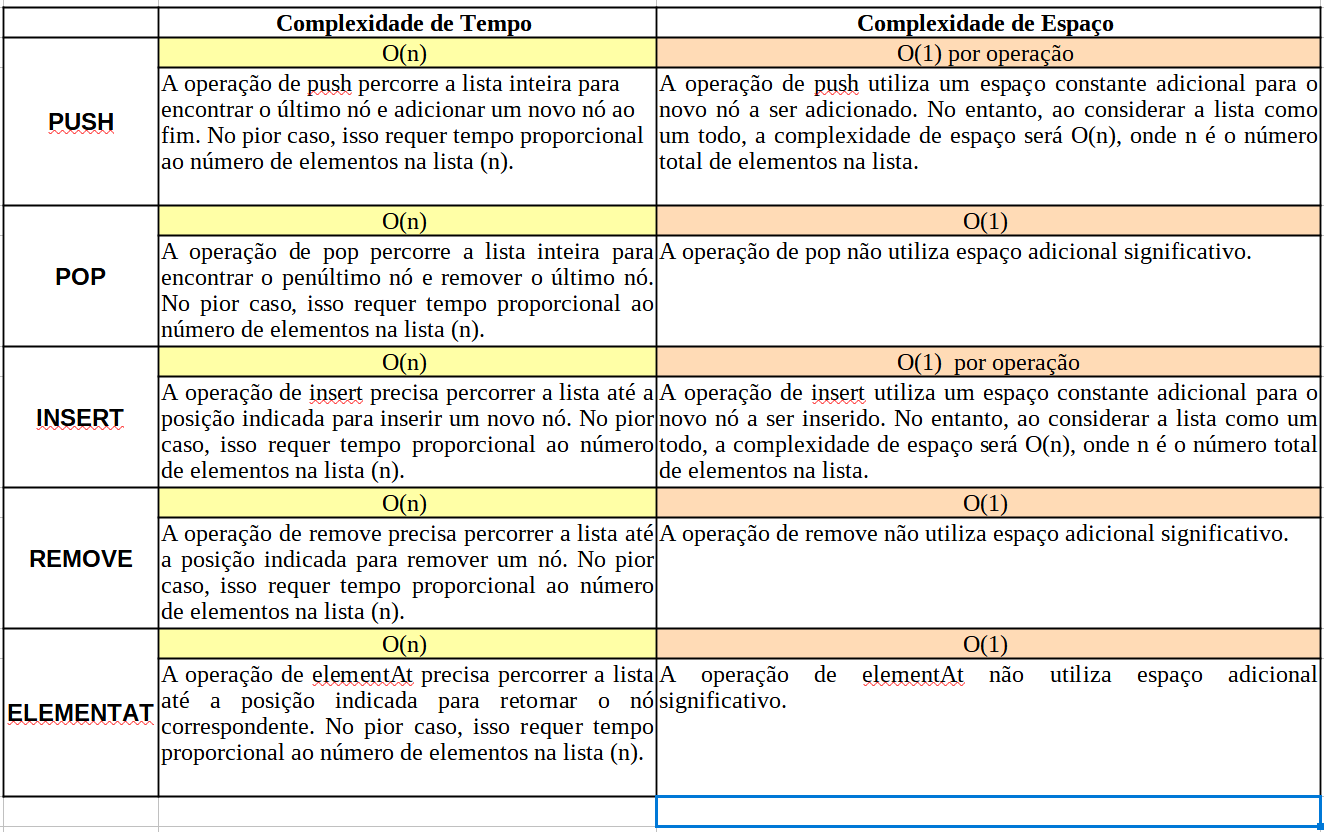 Complexidade de Tempo
Complexidade de Espaço
PUSH
O(n)
A operação de push percorre a lista inteira para
encontrar o último nó e adicionar um novo nó ao
fim. No pior caso, isso requer tempo proporcional
ao número de elementos na lista (n).
O(1) por operação
A operação de push utiliza um espaço constante adicional para o
novo nó a ser adicionado. No entanto, ao considerar a lista como
um todo, a complexidade de espaço será O(n), onde n é o número
total de elementos na lista.
POP
O(n)
A operação de pop percorre a lista inteira para
encontrar o penúltimo nó e remover o último nó.
No pior caso, isso requer tempo proporcional ao
número de elementos na lista (n).
O(1)
A operação de pop não utiliza espaço adicional significativo.
INSERT
O(n)
A operação de insert precisa percorrer a lista até a
posição indicada para inserir um novo nó. No pior
caso, isso requer tempo proporcional ao número
de elementos na lista (n).
O(1) por operação
A operação de insert utiliza um espaço constante adicional para o
novo nó a ser inserido. No entanto, ao considerar a lista como um
todo, a complexidade de espaço será O(n), onde n é o número total
de elementos na lista.
REMOVE
O(n)
A operação de remove precisa percorrer a lista até
a posição indicada para remover um nó. No pior
caso, isso requer tempo proporcional ao número
de elementos na lista (n).
O(1)
A operação de remove não utiliza espaço adicional significativo.
ELEMENTAT
O(n)
A operação de elementAt precisa percorrer a lista
até a posição indicada para retornar o nó
correspondente. No pior caso, isso requer tempo
proporcional ao número de elementos na lista (n).
O(1)
A operação de elementAt não utiliza espaço adicional
significativo.